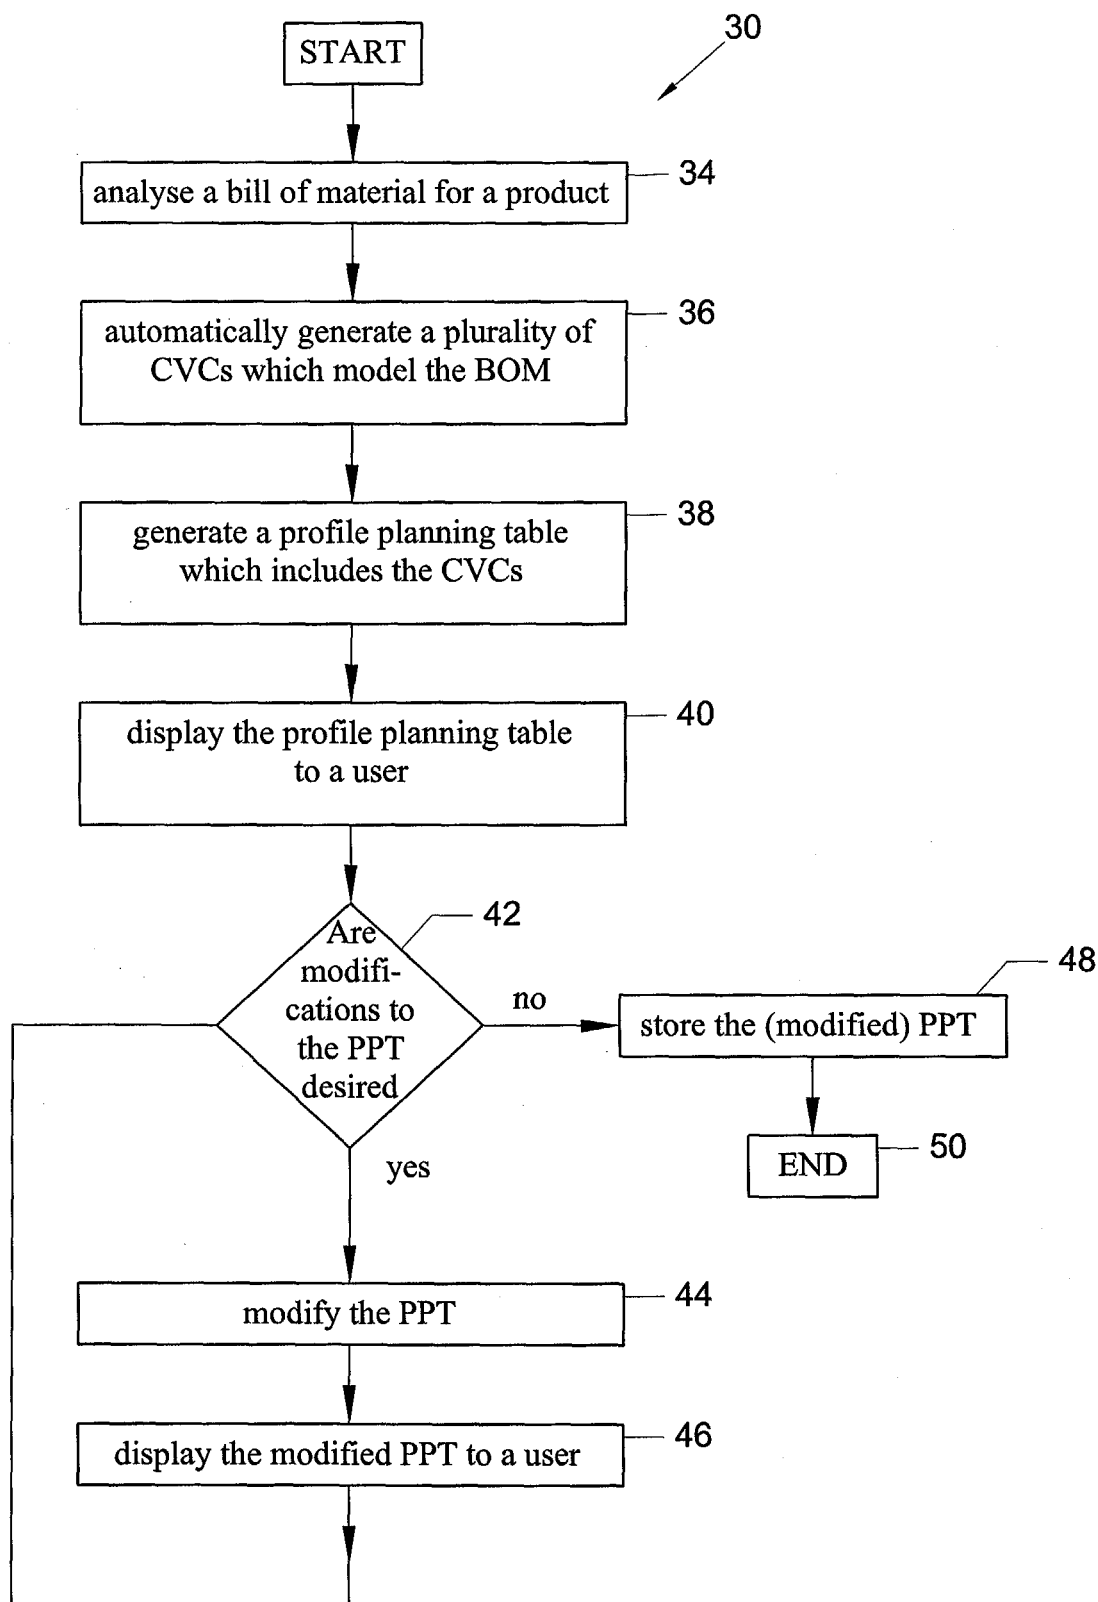 START
30
analyse a bill of material for a product
34
automatically generate a plurality of
CVCs which model the BOM
36
generate a profile planning table
which includes the CVCs
38
display the profile planning table
to a user
40
Are
modifi-
cations to
the PPT
desired
42
no
store the (modified) PPT
48
END
50
yes
modify the PPT
44
display the modified PPT to a user
46